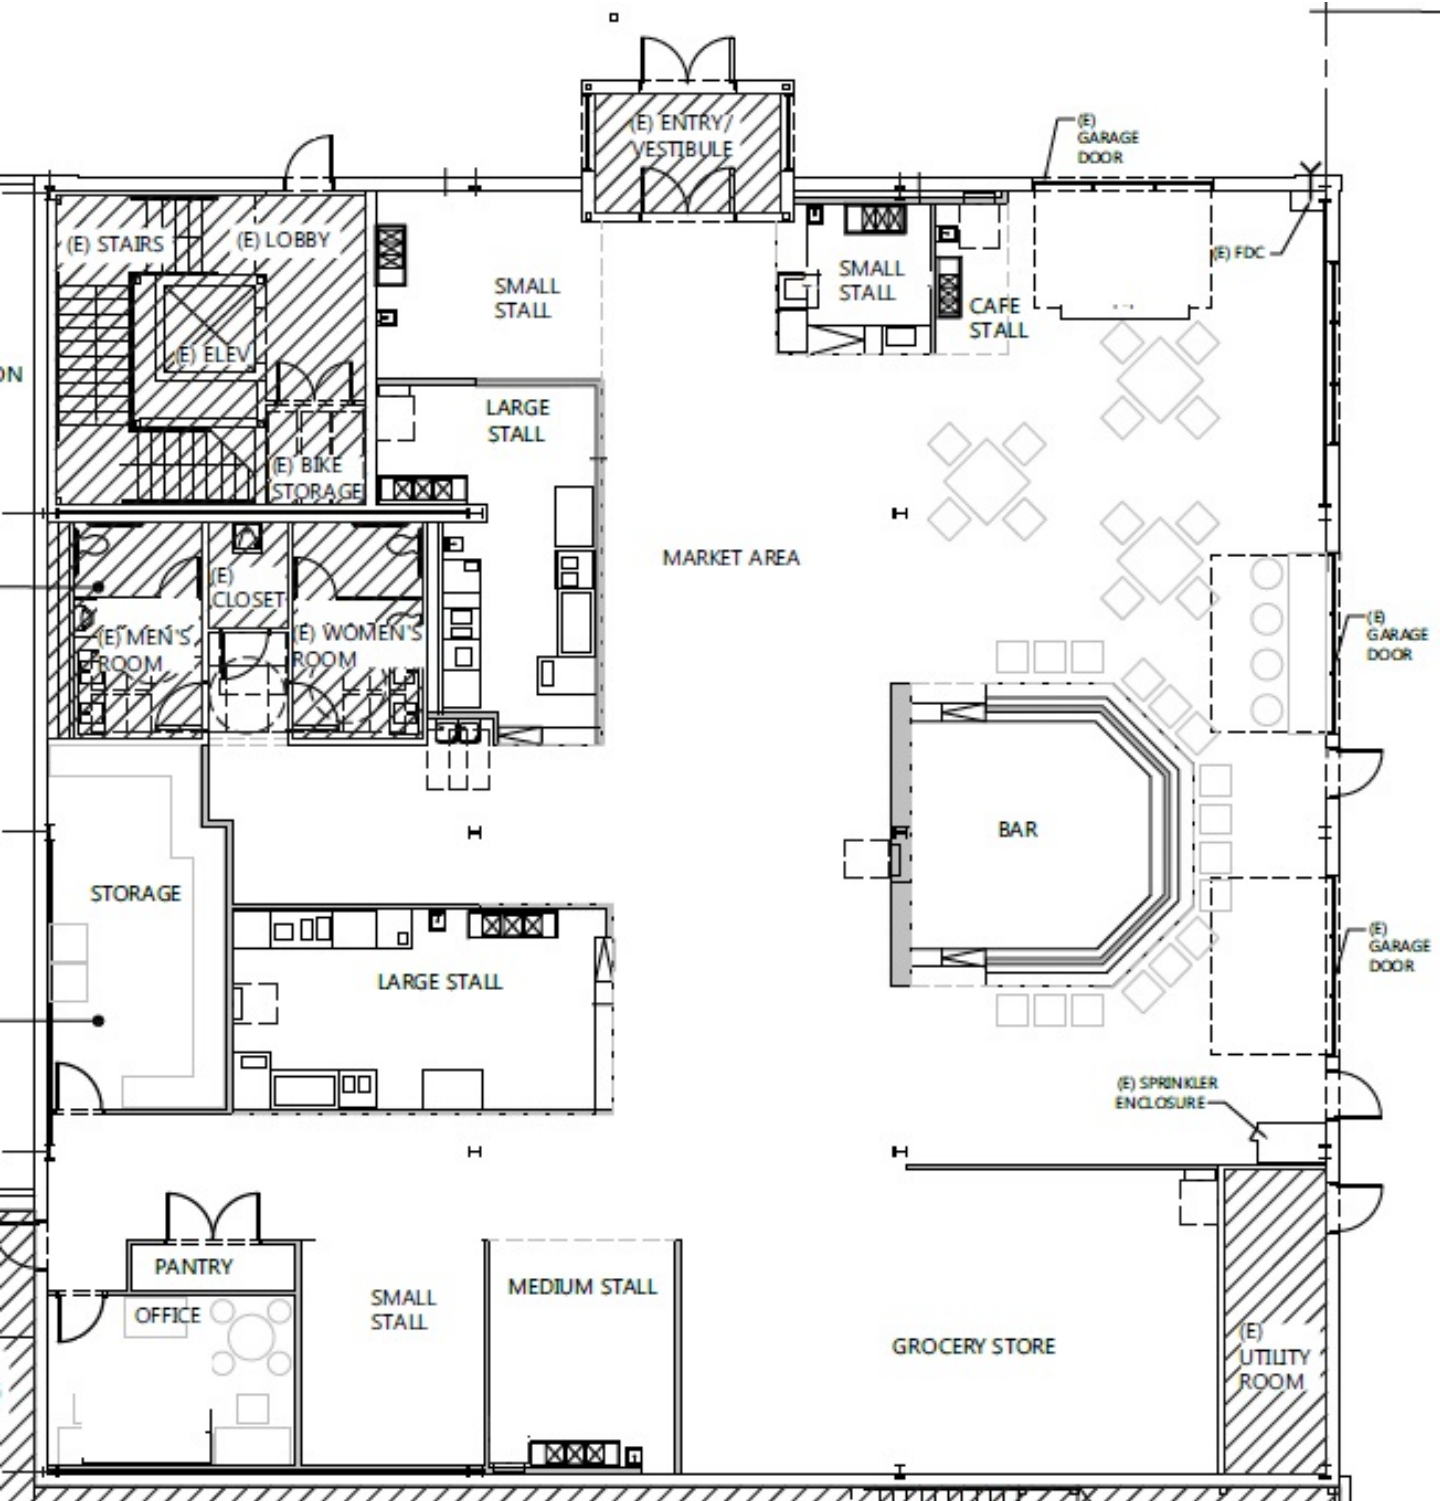 (E) ENTRY/
VESTIBULE
(E)
GARAGE
DOOR
(E) STAIRS
(E) LOBBY
(E) FDC
SMALL
STALL
SMALL
STALL
CAFE
STALL
(E) ELEV
ON
LARGE
STALL
(E) BIKE
STORAGE
MARKET AREA
(E)
CLOSET
(E) MEN'S
ROOM
(E) WOMEN'S
ROOM
(E)
GARAGE
DOOR
BAR
STORAGE
(E)
GARAGE
DOOR
LARGE STALL
(E) SPRINKLER
ENCLOSURE
PANTRY
OFFICE
SMALL
STALL
MEDIUM STALL
GROCERY STORE
(E)
UTILITY
ROOM